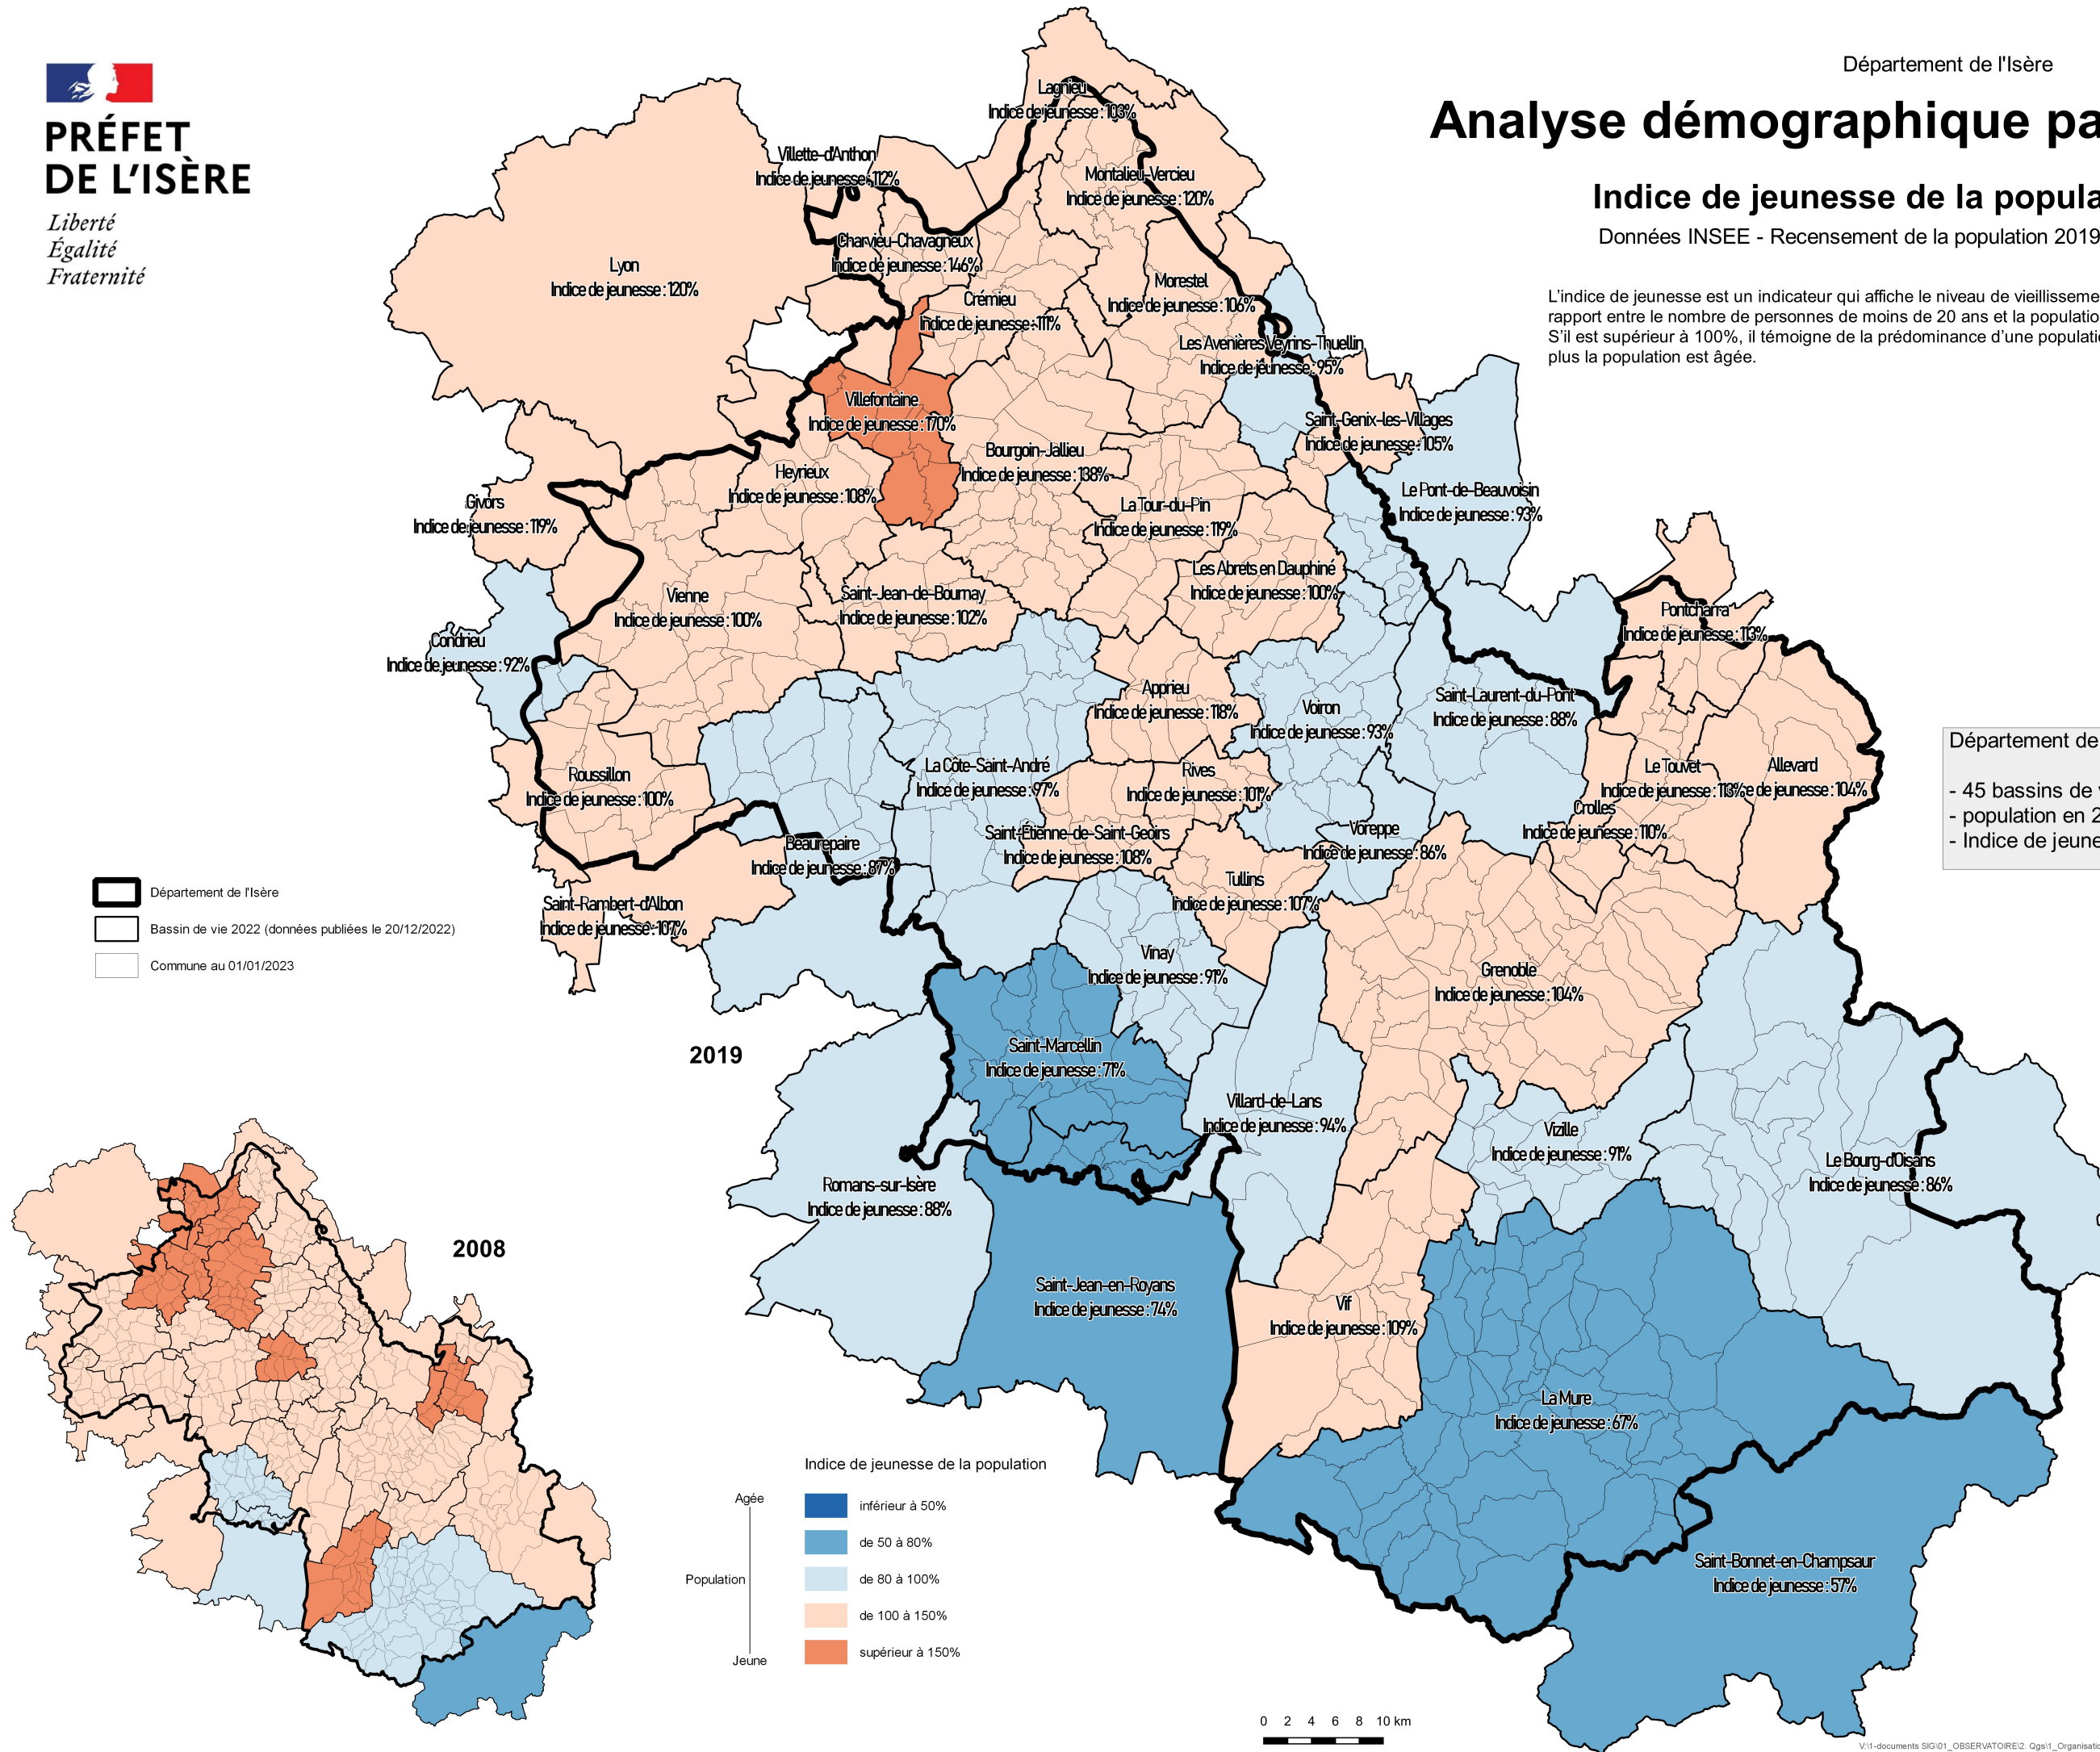 PRÉFET
DE L'ISÈRE
Liberté
Égalité
Fraternité
Département de l'Isère
Analyse démographique pa
Indice de jeunesse de la popula
Données INSEE - Recensement de la population 2019
L'indice de jeunesse est un indicateur qui affiche le niveau de vieillisseme
rapport entre le nombre de personnes de moins de 20 ans et la populatio
S'il est supérieur à 100%, il témoigne de la prédominance d'une populati
plus la population est âgée.
Lagnieu
Indice de jeunesse : 103%
Villette-d'Anthon
Indice de jeunesse : 112%
Montalieu-Vercieu
Indice de jeunesse : 120%
Charvieu-Chavagneux
Indice de jeunesse : 146%
Lyon
Indice de jeunesse : 120%
Morestel
Indice de jeunesse : 106%
Crémieu
Indice de jeunesse : 111%
Les Avenières Veyrins-Thuellin
Indice de jeunesse : 95%
Villefontaine
Indice de jeunesse : 170%
Saint-Genix-les-Villages
Indice de jeunesse : 105%
Bourgoin-Jallieu
Indice de jeunesse : 138%
Heyrieux
Indice de jeunesse : 108%
Le Pont-de-Beauvoisin
Indice de jeunesse : 93%
Givors
Indice de jeunesse : 119%
La Tour-du-Pin
Indice de jeunesse : 119%
Les Abrets en Dauphiné
Indice de jeunesse : 100%
Vienne
Indice de jeunesse : 100%
Saint-Jean-de-Bournay
Indice de jeunesse : 102%
Pontcharra
Indice de jeunesse : 113%
Condrieu
Indice de jeunesse : 92%
Apprieu
Indice de jeunesse : 118%
Voiron
Indice de jeunesse : 93%
Saint-Laurent-du-Pont
Indice de jeunesse : 88%
Roussillon
Indice de jeunesse : 100%
La Côte-Saint-André
Indice de jeunesse : 97%
Rives
Indice de jeunesse : 101%
Le Touvet
Indice de jeunesse : 113%
Allevard
e de jeunesse : 104%
Crolles
Indice de jeunesse : 110%
Département de
- 45 bassins de v
- population en 2
- Indice de jeune
Beaurepaire
Indice de jeunesse : 87%
Saint-Étienne-de-Saint-Geoirs
Indice de jeunesse : 108%
Voreppe
Indice de jeunesse : 86%
Tullins
Indice de jeunesse : 107%
Saint-Rambert-d'Albon
Indice de jeunesse : 107%
Département de l'Isère
Bassin de vie 2022 (données publiées le 20/12/2022)
Commune au 01/01/2023
Vinay
Indice de jeunesse : 91%
Grenoble
Indice de jeunesse : 104%
2019
Saint-Marcellin
Indice de jeunesse : 71%
Villard-de-Lans
Indice de jeunesse : 94%
Vizille
Indice de jeunesse : 91%
Le Bourg-d'Oisans
Indice de jeunesse : 86%
Romans-sur-Isère
Indice de jeunesse : 88%
2008
Saint-Jean-en-Royans
Indice de jeunesse : 74%
Vif
Indice de jeunesse : 109%
La Mure
Indice de jeunesse : 67%
Saint-Bonnet-en-Champsaur
Indice de jeunesse : 57%
Indice de jeunesse de la population
Agée
inférieur à 50%
de 50 à 80%
Population
de 80 à 100%
de 100 à 150%
supérieur à 150%
Jeune
0 2 4 6 8 10 km
V:\1-documents SIG\01_OBSERVATOIRE\2. Qgs\1_Organisati